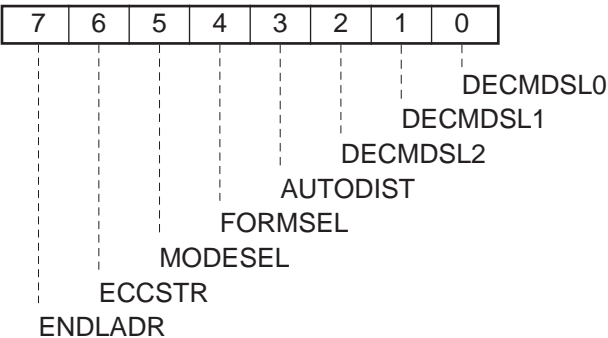 7 6 5 4 3 2 1 0
DECMDSL0
DECMDSL1
DECMDSL2
AUTODIST
FORMSEL
MODESEL
ECCSTR
ENDLADR